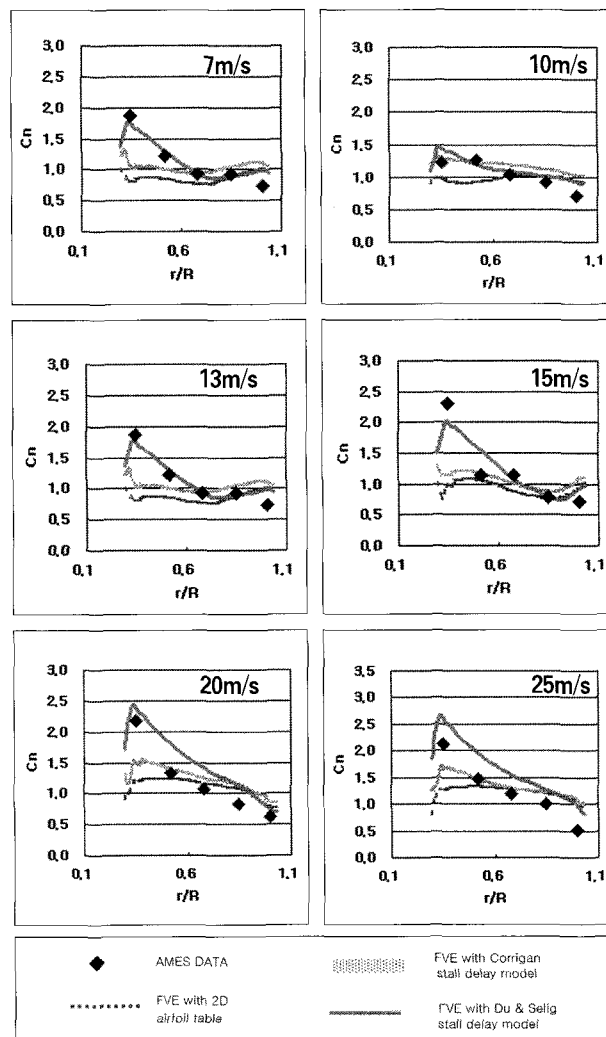 7m/s
3,0
2,5
2,0
1,5
1,0
0,5
0,0
Cn
0,1
0,6
1,1
r/R
10m/s
3,0
2,5
2,0
1,5
1,0
0,5
0,0
Cn
0,1
0,6
1,1
r/R
13m/s
3,0
2,5
2,0
1,5
1,0
0,5
0,0
Cn
0,1
0,6
1,1
r/R
15m/s
3,0
2,5
2,0
1,5
1,0
0,5
0,0
Cn
0,1
0,6
1,1
r/R
20m/s
3,0
2,5
2,0
1,5
1,0
0,5
0,0
Cn
0,1
0,6
1,1
r/R
25m/s
3,5
3,0
2,5
2,0
1,5
1,0
0,5
0,0
Cn
0,1
0,6
1,1
r/R
AMES DATA
FVE with Corrigan
stall delay model
FVE with 2D
airfoil table
FVE with Du & Selig
stall delay model